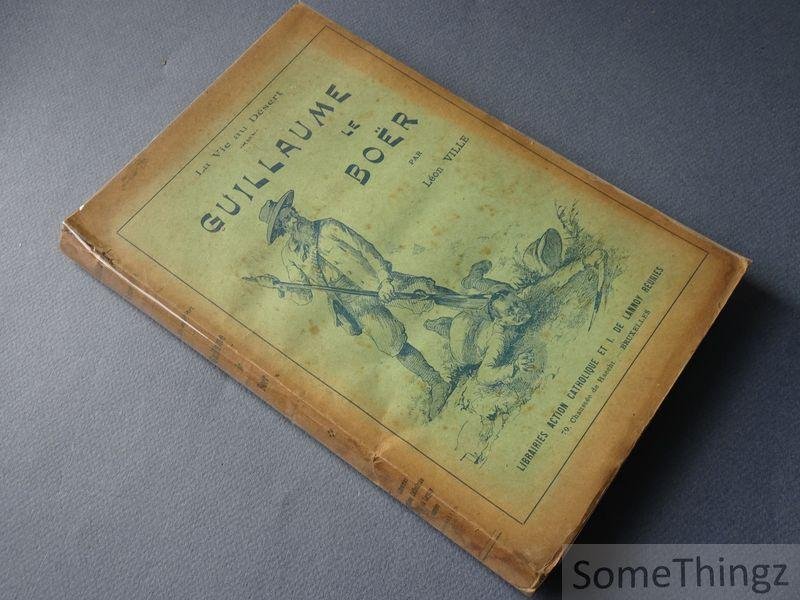 La Vie au Désert
GUILLAUME
LE
BOËR
PAR
Léon VILLE
LIBRAIRIES ACTION CATHOLIQUE ET I. DE LANNOY RÉUNIES
79, Chaussée de Haecht - BRUXELLES
SomeThingz